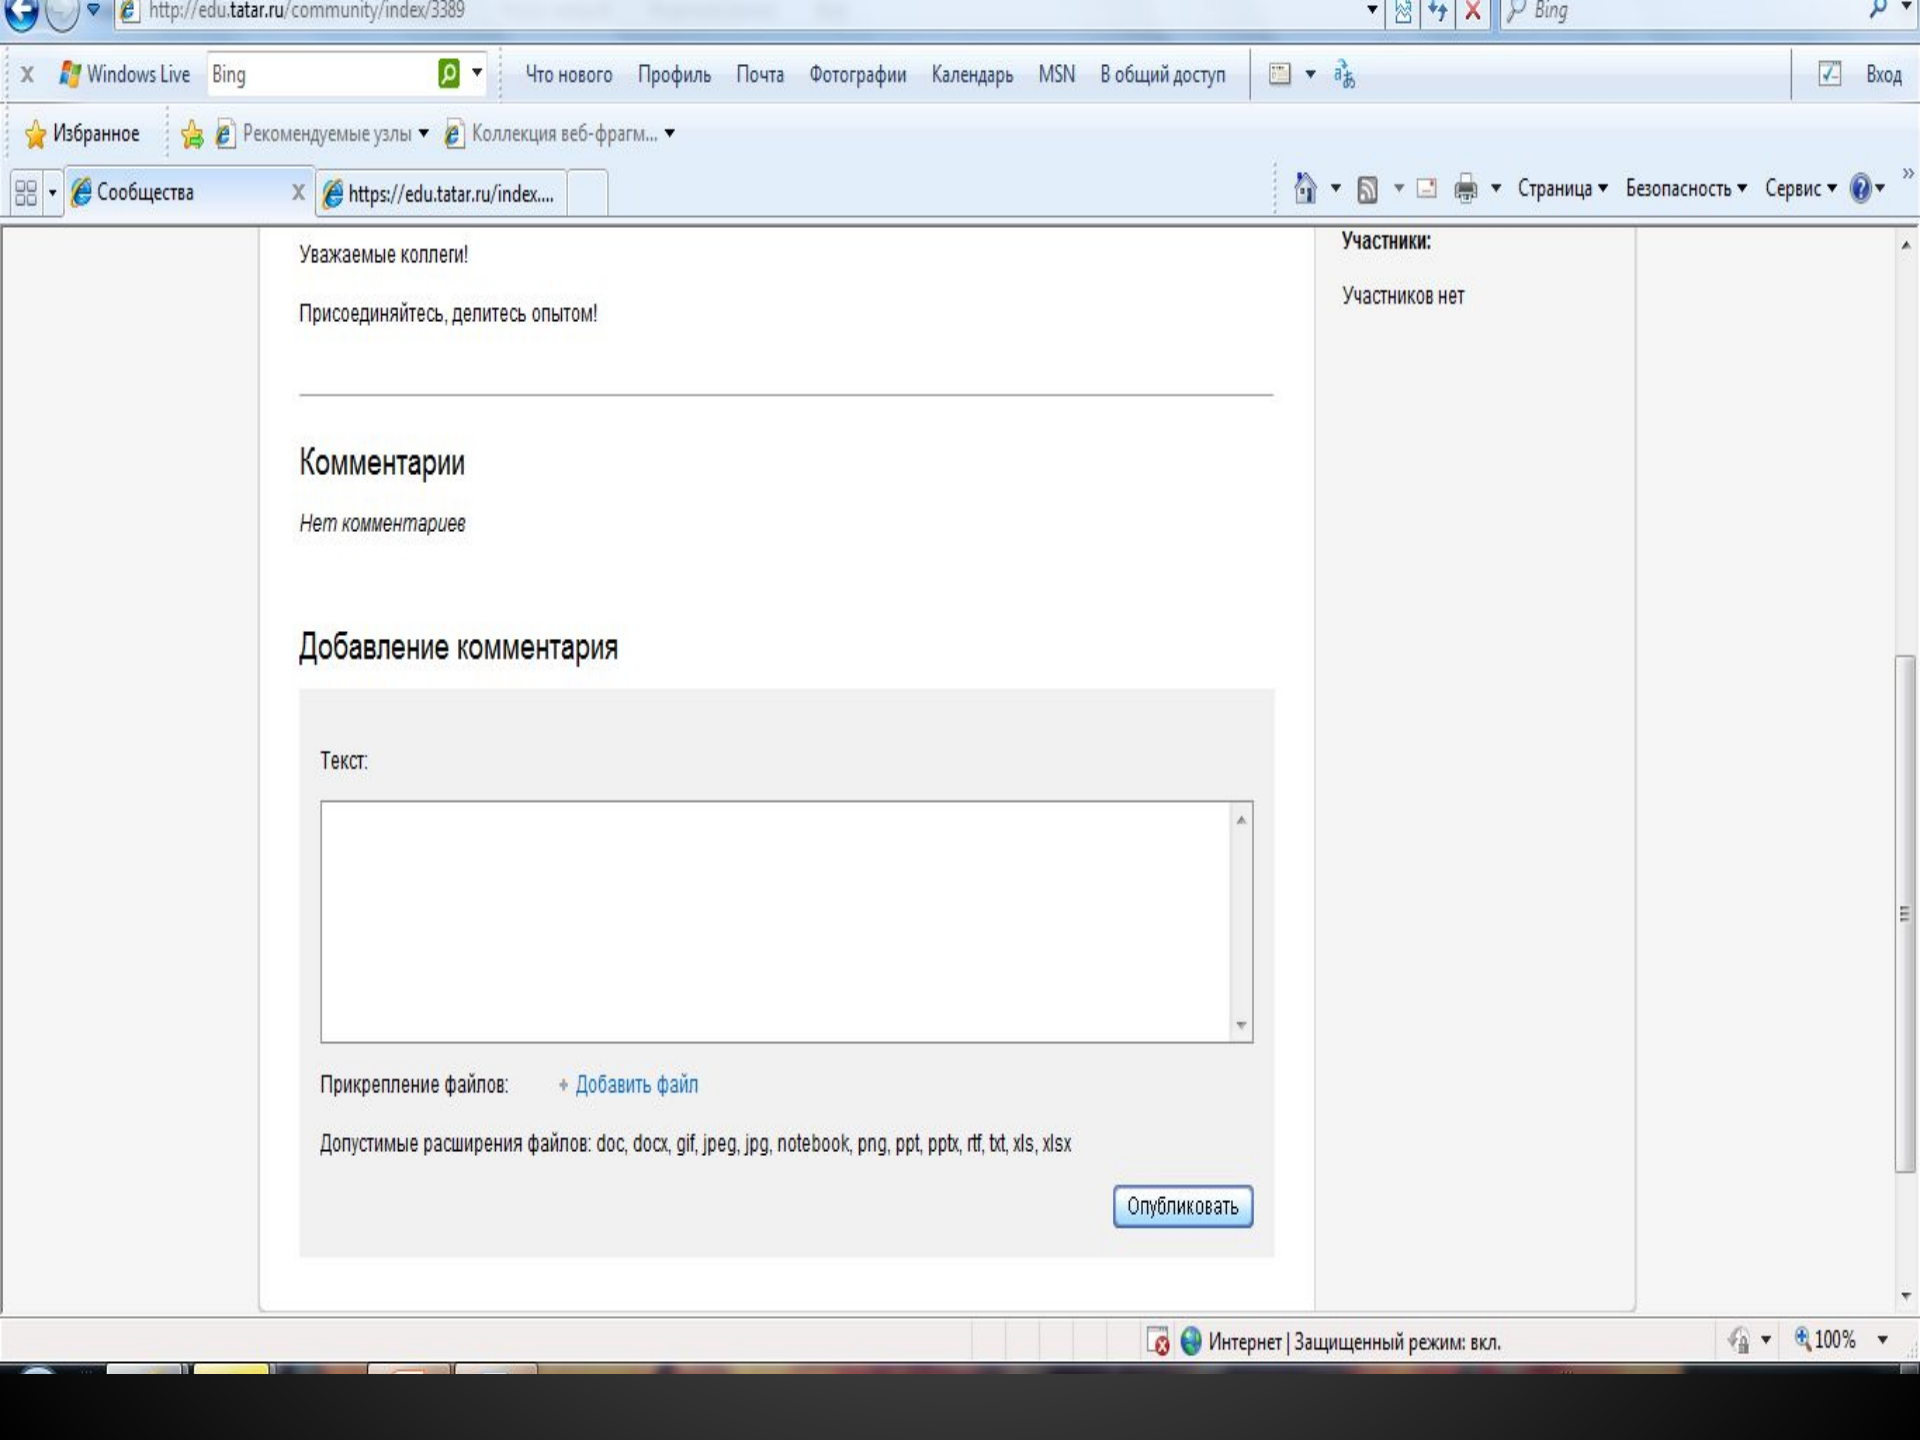 http://edu.tatar.ru/community/index/3389
Bing
x Windows Live Bing Что нового Профиль Почта Фотографии Календарь MSN В общий доступ Вход
Избранное Рекомендуемые узлы Коллекция веб-фрагм...
Сообщества X https://edu.tatar.ru/index.... Страница Безопасность Сервис
Уважаемые коллеги!
Присоединяйтесь, делитесь опытом!
Участники:
Участников нет
Комментарии
Нет комментариев
Добавление комментария
Текст:
Прикрепление файлов: + Добавить файл
Допустимые расширения файлов: doc, docx, gif, jpeg, jpg, notebook, png, ppt, pptx, rtf, txt, xls, xlsx
Опубликовать
Интернет | Защищенный режим: вкл. 100%